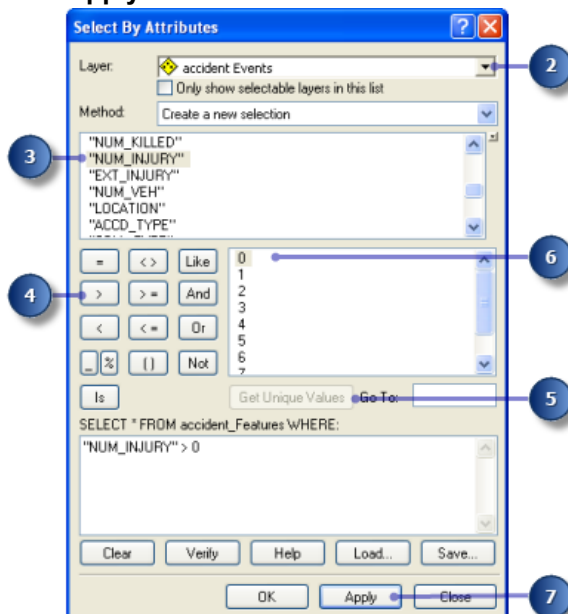 Select By Attributes
2
Layer: accident Events
Only show selectable layers in this list
Method: Create a new selection
3
"NUM_KILLED"
"NUM_INJURY"
"EXT_INJURY"
"NUM_VEH"
"LOCATION"
"ACCD_TYPE"
= <> Like
> >= And
< <= Or
_ % () Not
Is
4
0
1
2
3
4
5
6
7
6
Get Unique Values Go To:
5
SELECT * FROM accident_Features WHERE:
"NUM_INJURY" > 0
Clear Verify Help Load... Save...
OK Apply Close
7